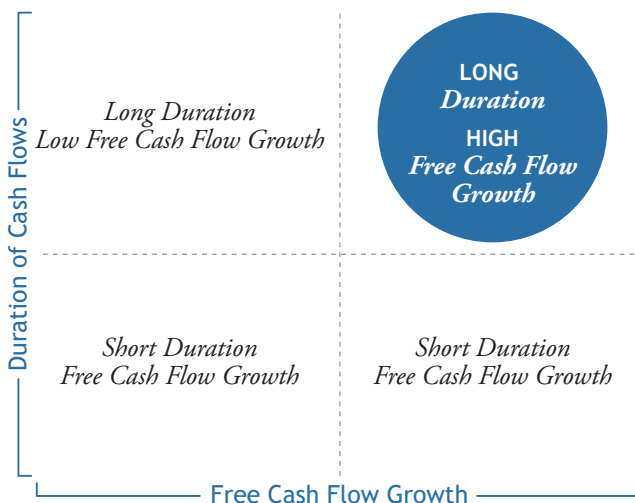 Duration of Cash Flows
Long Duration
Low Free Cash Flow Growth
LONG
Duration
HIGH
Free Cash Flow
Growth
Short Duration
Free Cash Flow Growth
Short Duration
Free Cash Flow Growth
Free Cash Flow Growth